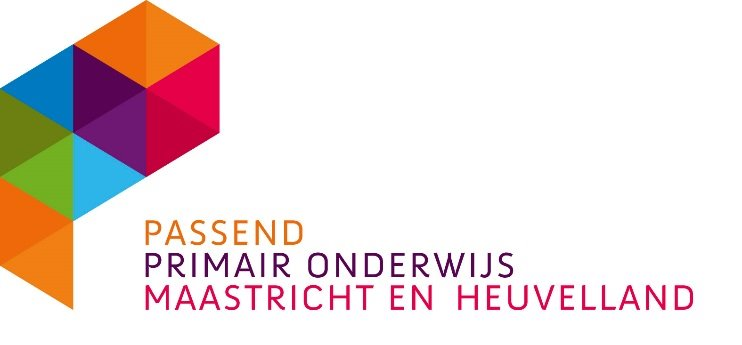 PASSEND
PRIMAIR ONDERWIJS
MAASTRICHT EN HEUVELLAND